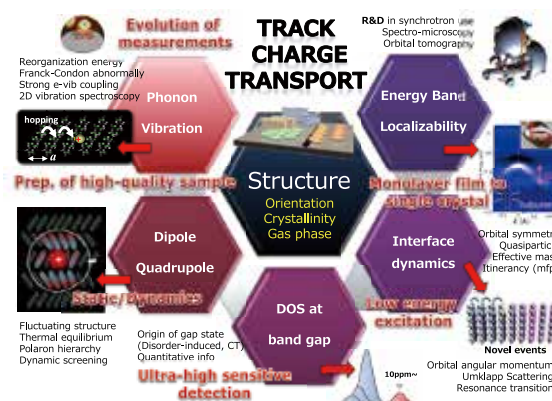 Evolution of
measurements
TRACK
CHARGE
TRANSPORT
R&D in synchrotron use
Spectro-microscopy
Orbital tomography
Reorganization energy
Franck-Condon abnormally
Strong e-vib coupling
2D vibration spectroscopy
Phonon
Vibration
Energy Band
Localizability
hopping
a
Prep. of high-quality sample
Structure
Orientation
Crystallinity
Gas phase
Monolayer film to
single crystal
Dipole
Quadrupole
Interface
dynamics
Orbital symmetr
Quasipartic
Effective mas
Itinerancy (mfp
Static/Dynamics
DOS at
band gap
Low energy
excitation
Fluctuating structure
Thermal equilibrium
Polaron hierarchy
Dynamic screening
Origin of gap state
(Disorder-induced, CT)
Quantitative info
Ultra-high sensitive
detection
10ppm~
Novel events
Orbital angular momentum
Umklapp Scattering
Resonance transition